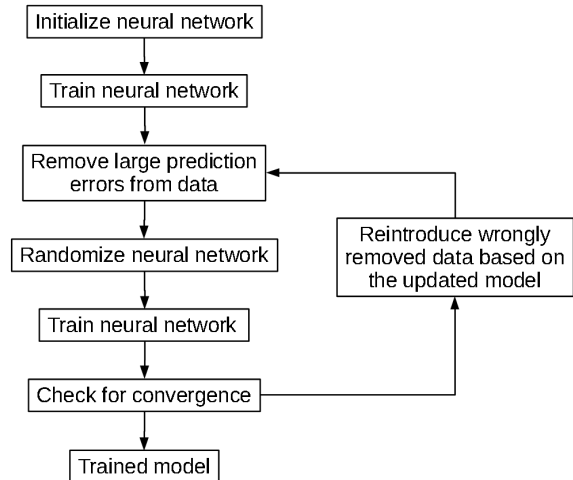 Initialize neural network
Train neural network
Remove large prediction
errors from data
Randomize neural network
Train neural network
Check for convergence
Trained model
Reintroduce wrongly
removed data based on
the updated model